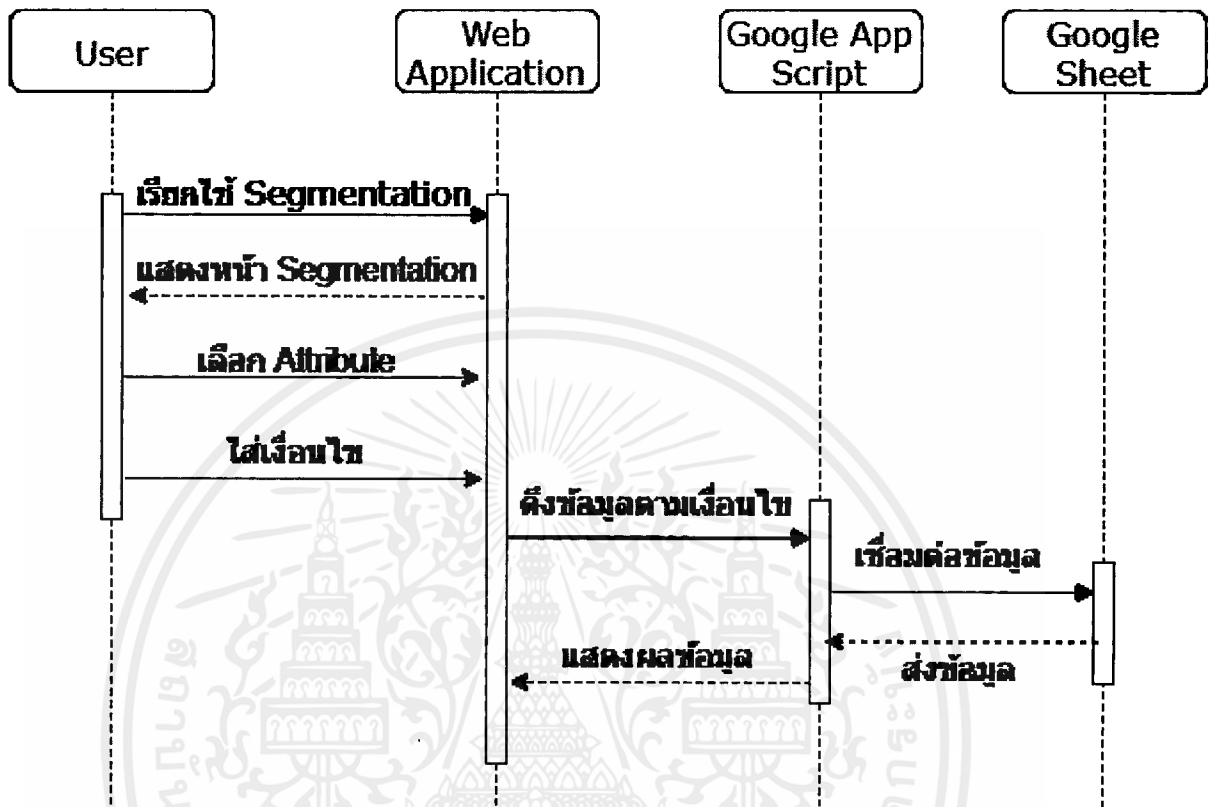 User
Web
Application
Google App
Script
Google
Sheet
เรียกใช้ Segmentation
แสดงหน้า Segmentation
เลือก Attribute
ใส่เงื่อนไข
ดึงข้อมูลตามเงื่อนไข
เชื่อมต่อข้อมูล
ส่งข้อมูล
แสดงผลข้อมูล